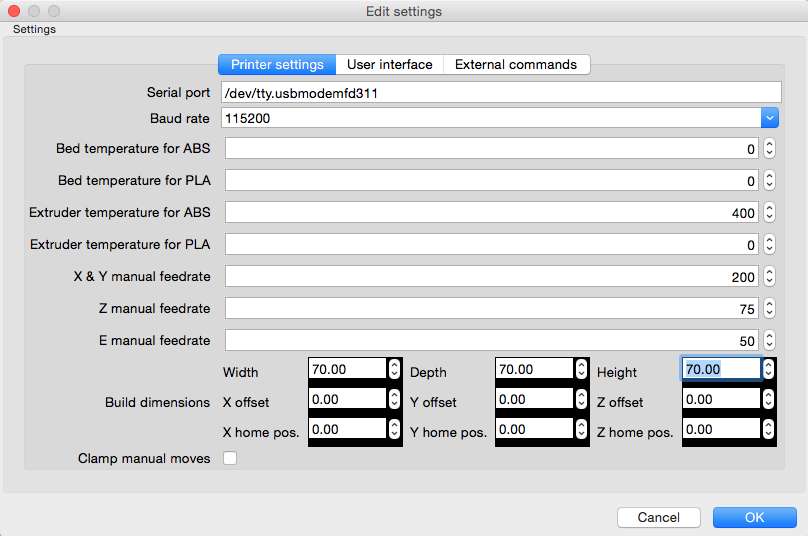 Edit settings
Settings
Printer settings User interface External commands
Serial port /dev/tty.usbmodemfd311
Baud rate 115200
Bed temperature for ABS 0
Bed temperature for PLA 0
Extruder temperature for ABS 400
Extruder temperature for PLA 0
X & Y manual feedrate 200
Z manual feedrate 75
E manual feedrate 50
Width 70.00 Depth 70.00 Height 70.00
Build dimensions X offset 0.00 Y offset 0.00 Z offset 0.00
X home pos. 0.00 Y home pos. 0.00 Z home pos. 0.00
Clamp manual moves
Cancel OK